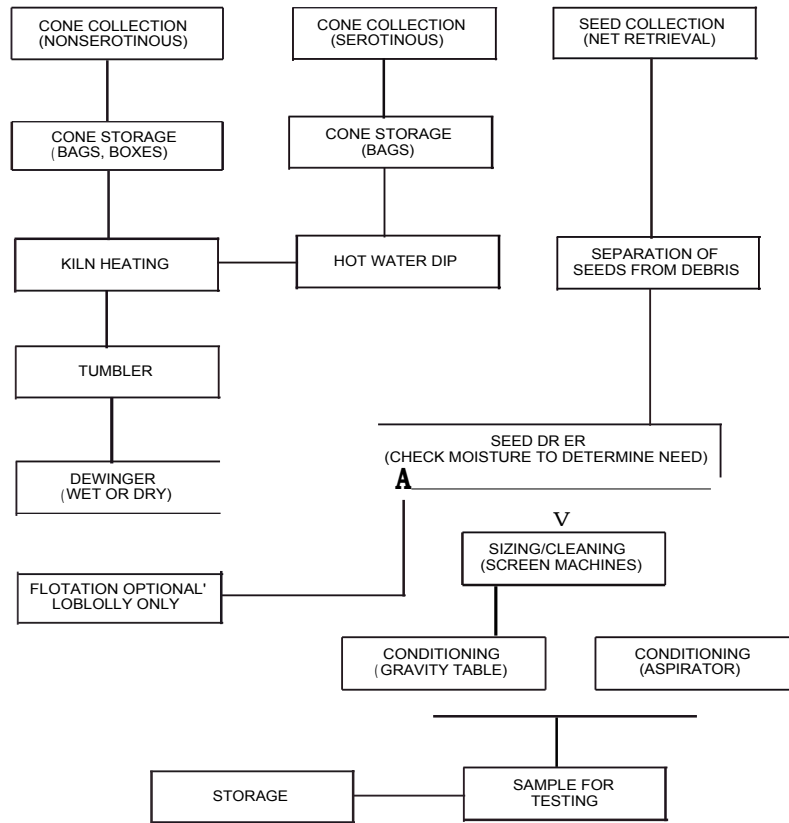 CONE COLLECTION
(NONSEROTINOUS)
CONE COLLECTION
(SEROTINOUS)
SEED COLLECTION
(NET RETRIEVAL)
CONE STORAGE
(BAGS, BOXES)
CONE STORAGE
(BAGS)
KILN HEATING
HOT WATER DIP
SEPARATION OF
SEEDS FROM DEBRIS
TUMBLER
SEED DR ER
(CHECK MOISTURE TO DETERMINE NEED)
A
DEWINGER
(WET OR DRY)
V
SIZING/CLEANING
(SCREEN MACHINES)
FLOTATION OPTIONAL'
LOBLOLLY ONLY
CONDITIONING
(GRAVITY TABLE)
CONDITIONING
(ASPIRATOR)
STORAGE
SAMPLE FOR
TESTING